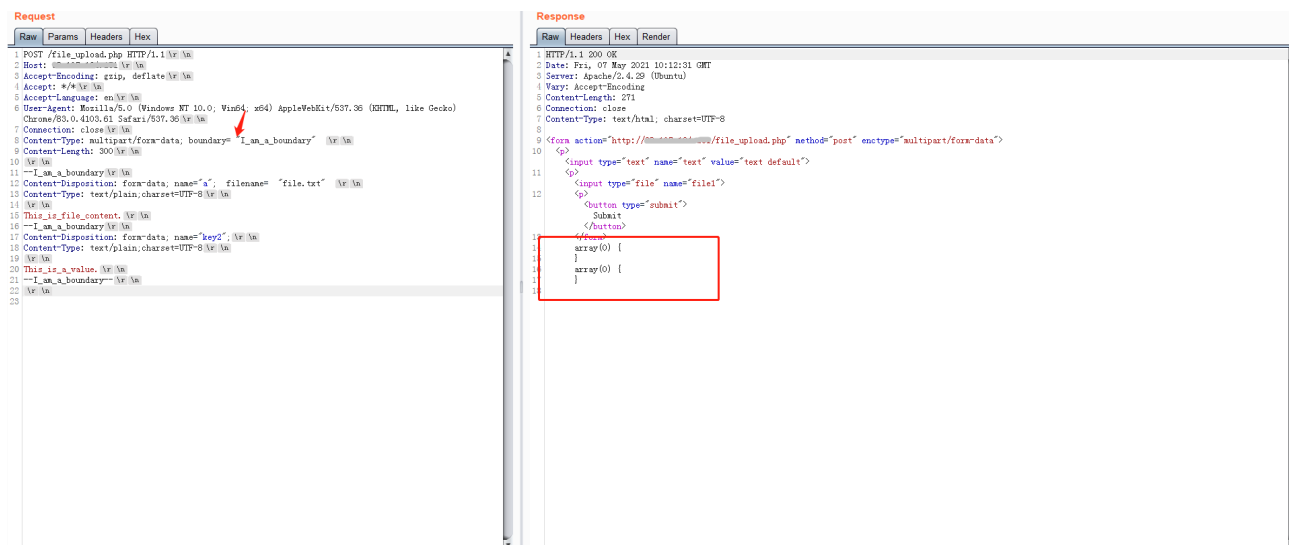 Request
Raw Params Headers Hex
1 POST /file_upload.php HTTP/1.1 \r \n
2 Host: \r \n
3 Accept-Encoding: gzip, deflate \r \n
4 Accept: */* \r \n
5 Accept-Language: en \r \n
6 User-Agent: Mozilla/5.0 (Windows NT 10.0; Win64; x64) AppleWebKit/537.36 (KHTML, like Gecko)
Chrome/83.0.4103.61 Safari/537.36 \r \n
7 Connection: close \r \n
8 Content-Type: multipart/form-data; boundary= "I_am_a_boundary" \r \n
9 Content-Length: 300 \r \n
10 \r \n
11 --I_am_a_boundary \r \n
12 Content-Disposition: form-data; name="a"; filename= "file.txt" \r \n
13 Content-Type: text/plain;charset=UTF-8 \r \n
14 \r \n
15 This_is_file_content. \r \n
16 --I_am_a_boundary \r \n
17 Content-Disposition: form-data; name="key2"; \r \n
18 Content-Type: text/plain;charset=UTF-8 \r \n
19 \r \n
20 This_is_a_value. \r \n
21 --I_am_a_boundary-- \r \n
22 \r \n
23
Response
Raw Headers Hex Render
1 HTTP/1.1 200 OK
2 Date: Fri, 07 May 2021 10:12:31 GMT
3 Server: Apache/2.4.29 (Ubuntu)
4 Vary: Accept-Encoding
5 Content-Length: 271
6 Connection: close
7 Content-Type: text/html; charset=UTF-8
8
9 <form action="http:// /file_upload.php" method="post" enctype="multipart/form-data">
10 <p>
<input type="text" name="text" value="text default">
11 <p>
<input type="file" name="file1">
12 <p>
<button type="submit">
Submit
</button>
13 </form>
14 array(0) {
15 }
16 array(0) {
17 }
18